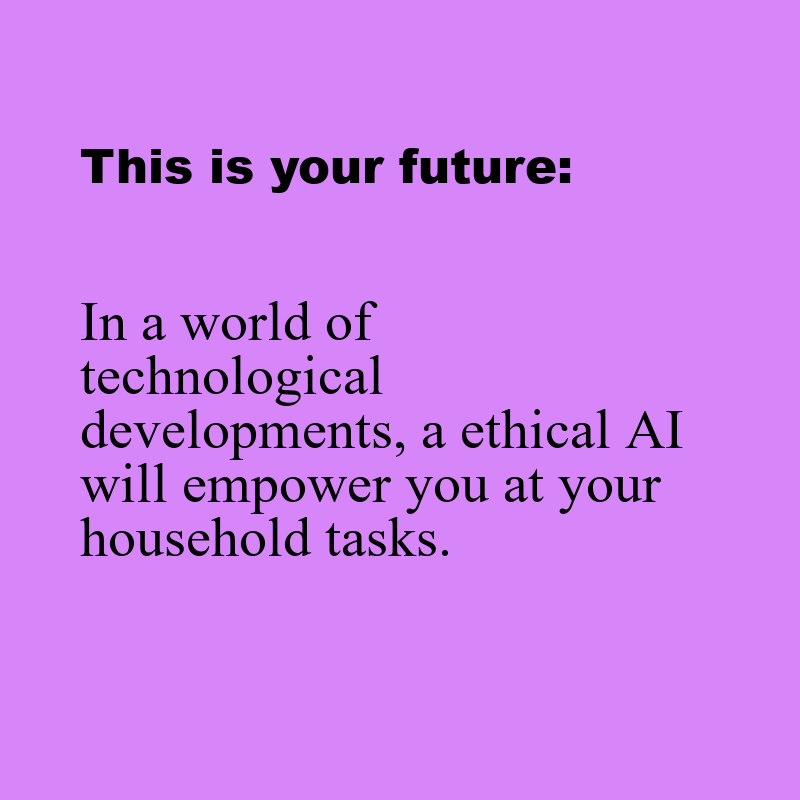 This is your future:
In a world of
technological
developments, a ethical AI
will empower you at your
household tasks.